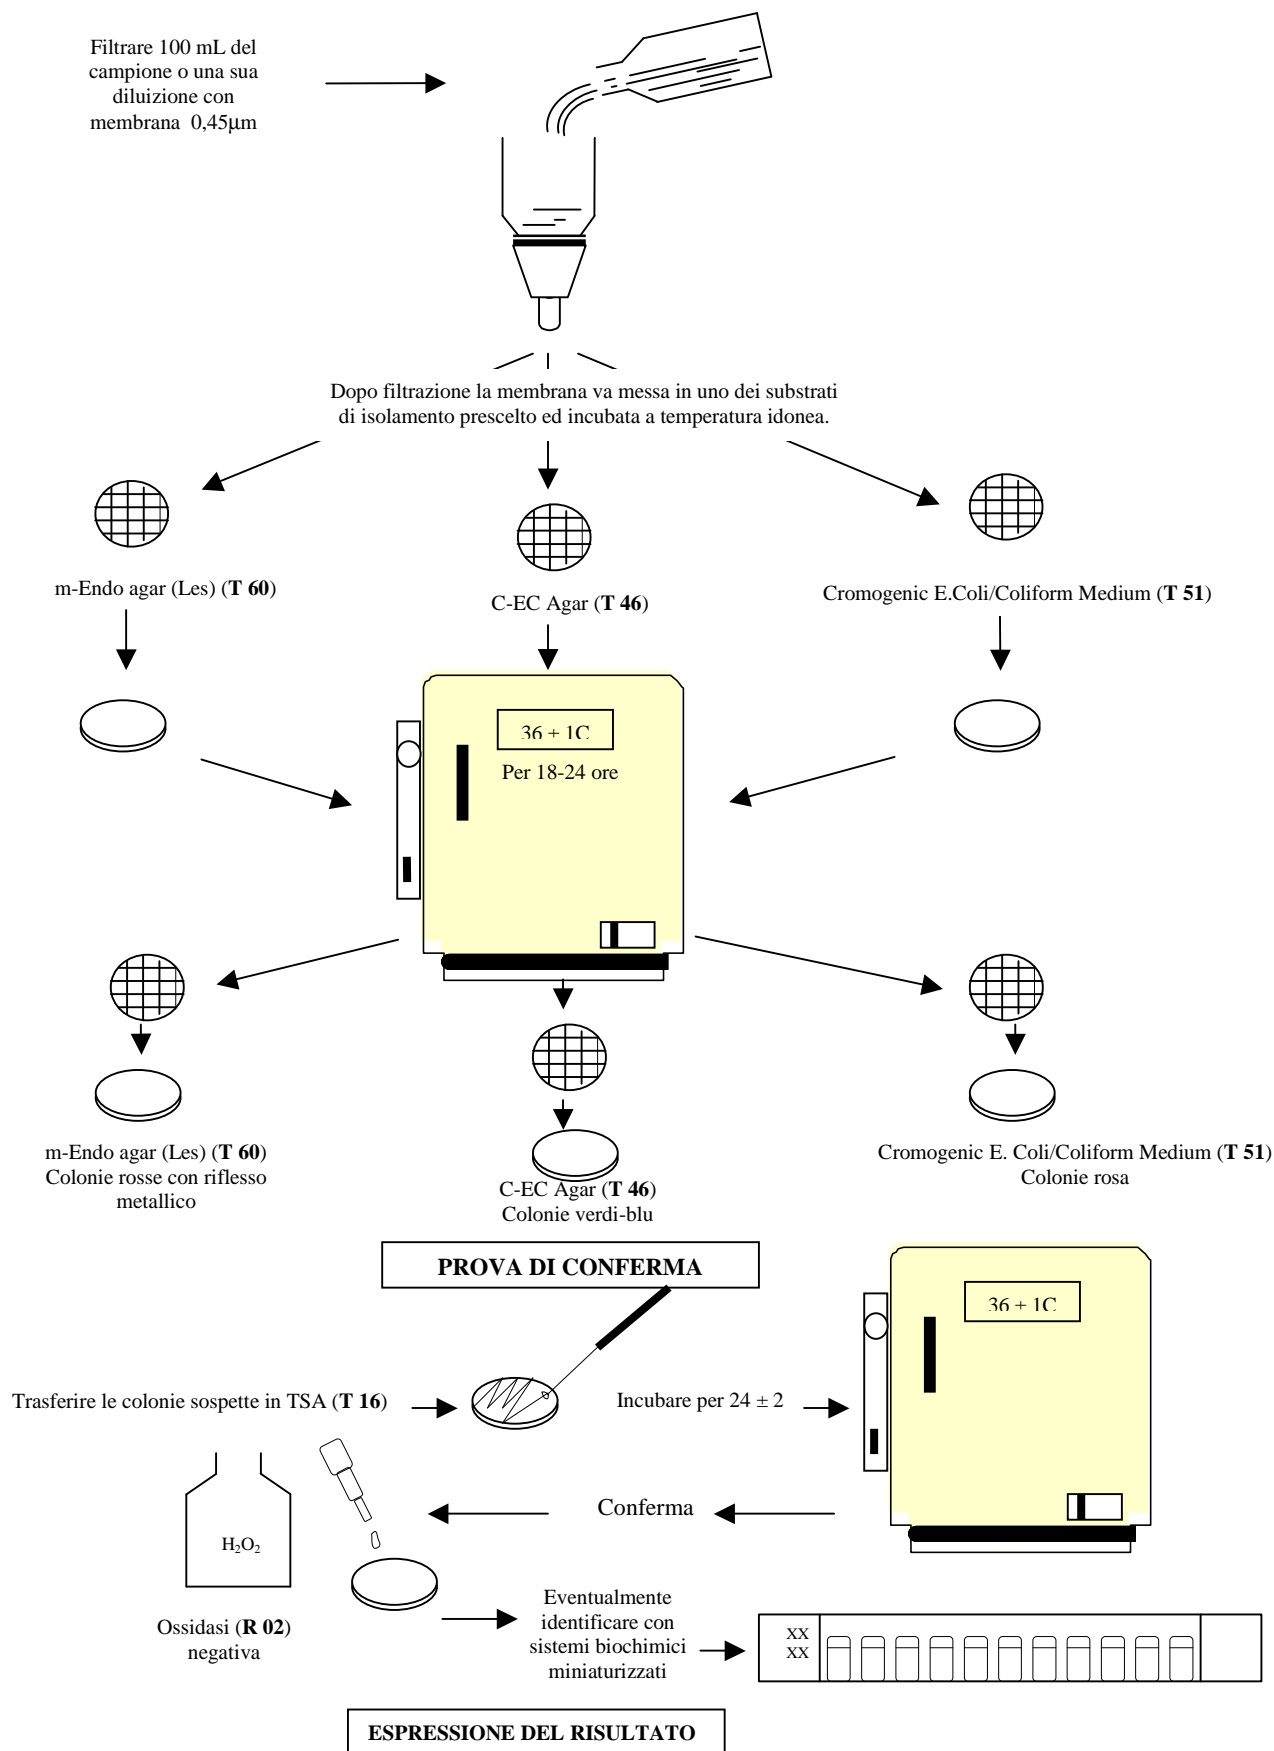 Filtrare 100 mL del
campione o una sua
diluizione con
membrana 0,45µm
Dopo filtrazione la membrana va messa in uno dei substrati
di isolamento prescelto ed incubata a temperatura idonea.
m-Endo agar (Les) (T 60)
C-EC Agar (T 46)
Cromogenic E.Coli/Coliform Medium (T 51)
36 + 1C
Per 18-24 ore
m-Endo agar (Les) (T 60)
Colonie rosse con riflesso
metallico
C-EC Agar (T 46)
Colonie verdi-blu
Cromogenic E. Coli/Coliform Medium (T 51)
Colonie rosa
PROVA DI CONFERMA
36 + 1C
Trasferire le colonie sospette in TSA (T 16)
Incubare per 24 ± 2
Conferma
H₂O₂
Ossidasi (R 02)
negativa
Eventualmente
identificare con
sistemi biochimici
miniaturizzati
XX
XX
ESPRESSIONE DEL RISULTATO